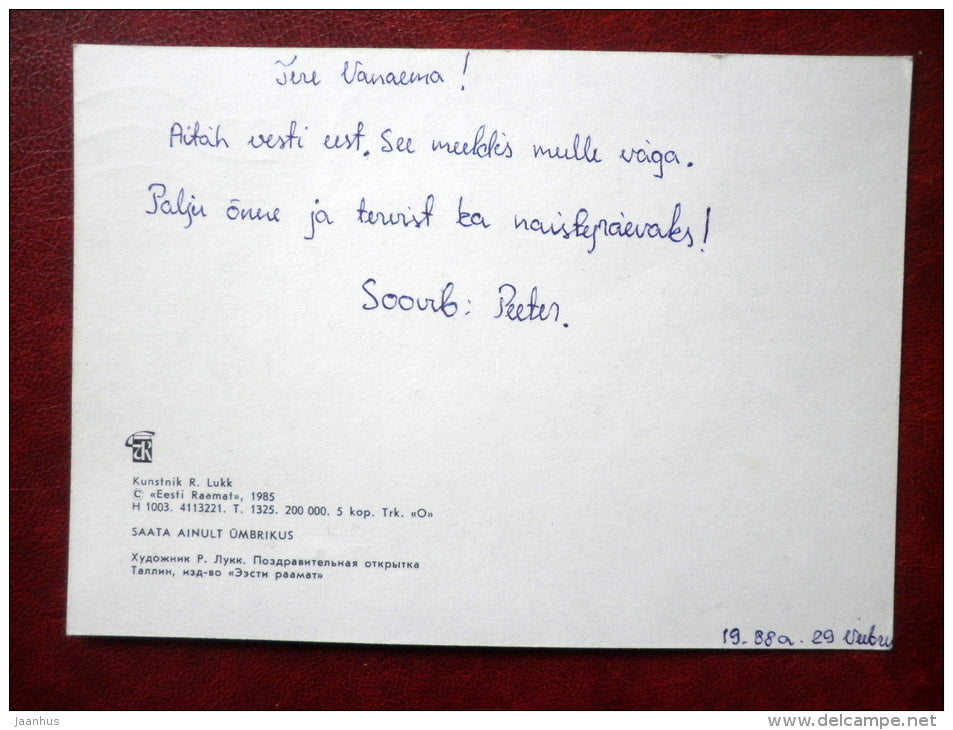 Tere Vanaema!
Aitäh vesti eest. See meeldis mulle väga.
Palju õnne ja tervist ka naistepäevaks!
Soovib: Peeter.
ER
Kunstnik R. Lukk
© «Eesti Raamat», 1985
H 1003. 4113221. T. 1325. 200 000. 5 kop. Trk. «O»
SAATA AINULT ÜMBRIKUS
Художник Р. Лукк. Поздравительная открытка
Таллин, изд-во «Ээсти раамат»
19-88a. 29 Veebru
jaanhus
www.delcampe.net